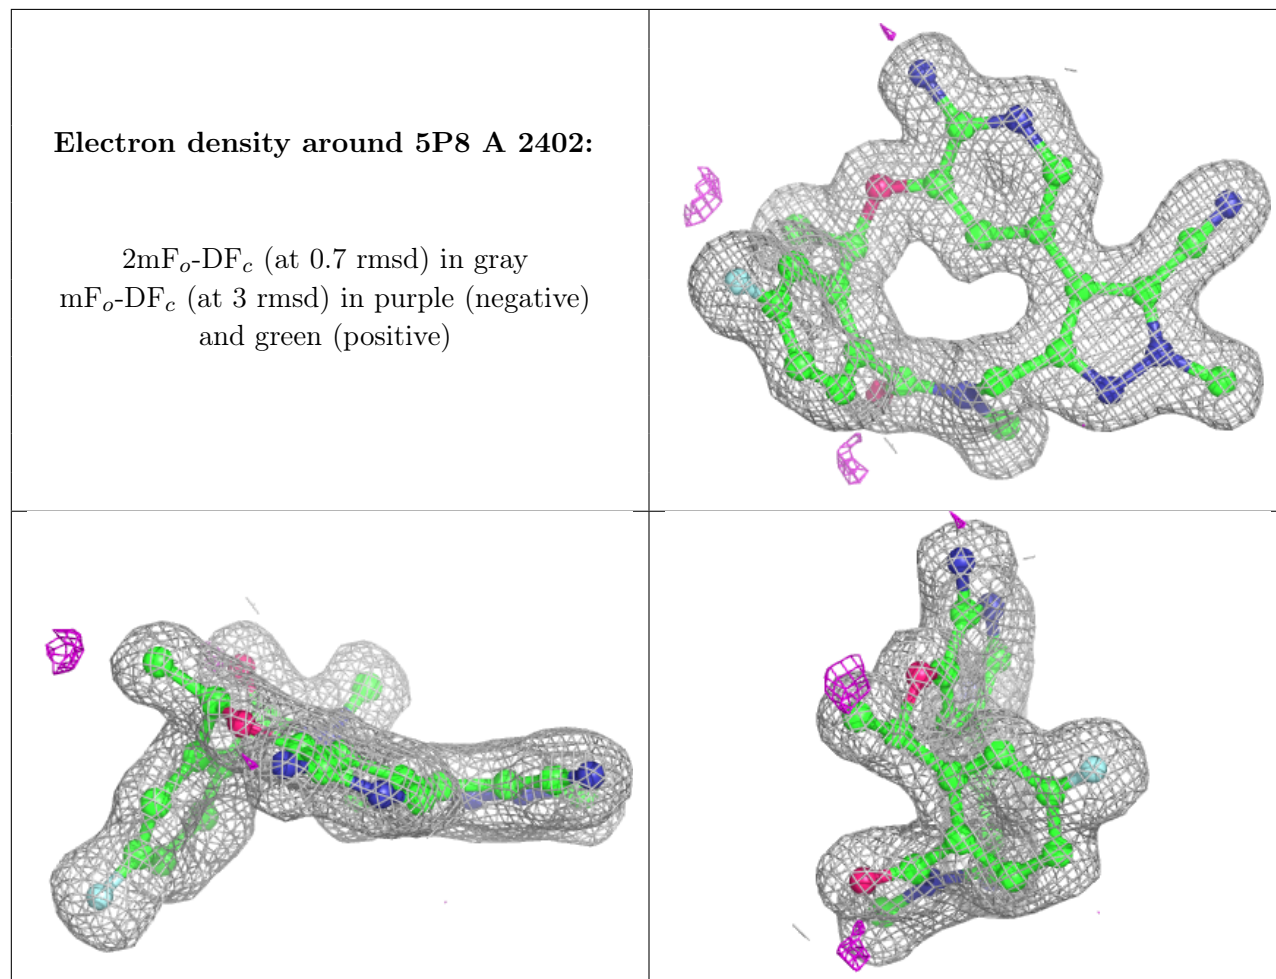 Electron density around 5P8 A 2402:
2mFo-DFc (at 0.7 rmsd) in gray
mFo-DFc (at 3 rmsd) in purple (negative)
and green (positive)